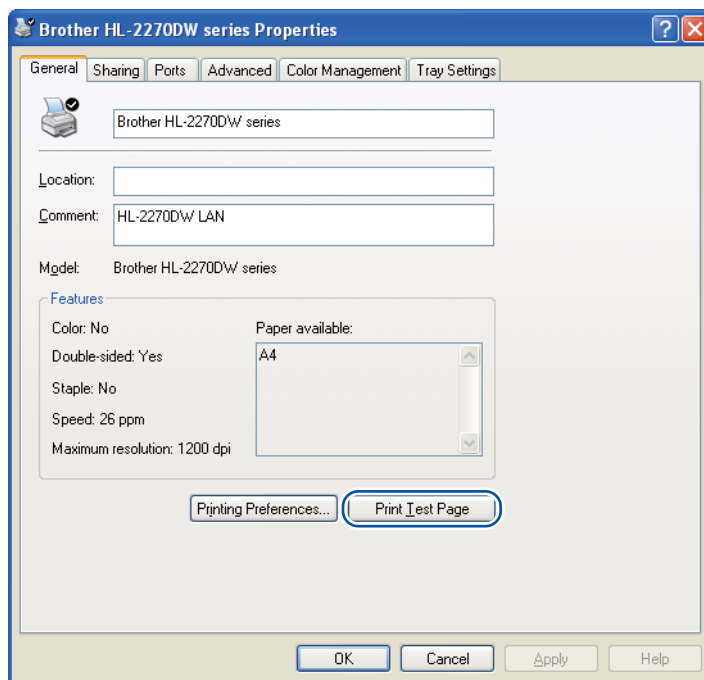 Brother HL-2270DW series Properties
?
General Sharing Ports Advanced Color Management Tray Settings
Brother HL-2270DW series
Location:
Comment: HL-2270DW LAN
Model: Brother HL-2270DW series
Features
Color: No Paper available:
Double-sided: Yes A4
Staple: No
Speed: 26 ppm
Maximum resolution: 1200 dpi
Printing Preferences... Print Test Page
OK Cancel Apply Help